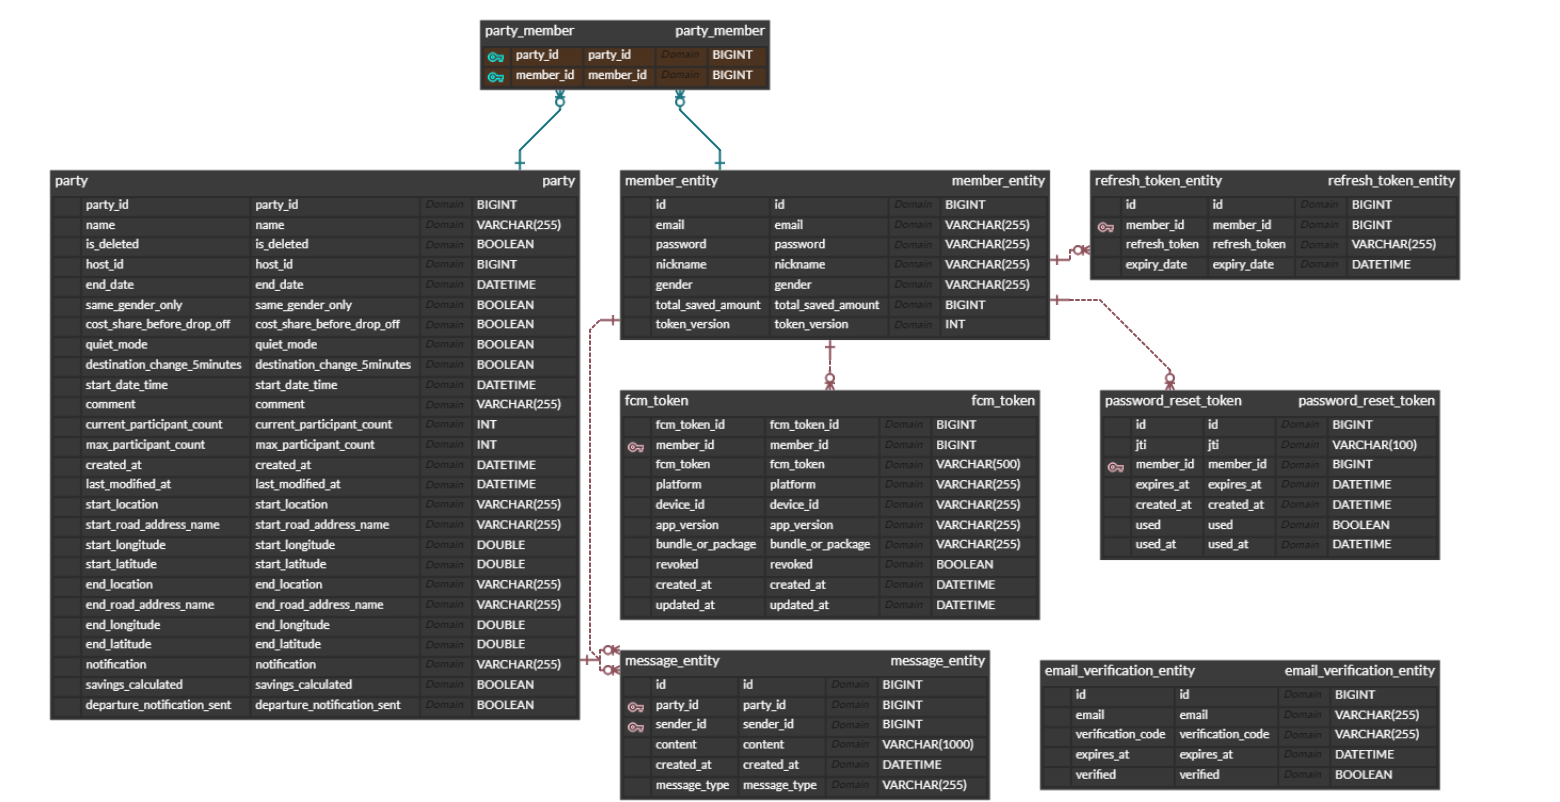 party_member party_member
party_id party_id Domain BIGINT
member_id member_id Domain BIGINT
party party
party_id party_id Domain BIGINT
name name Domain VARCHAR(255)
is_deleted is_deleted Domain BOOLEAN
host_id host_id Domain BIGINT
end_date end_date Domain DATETIME
same_gender_only same_gender_only Domain BOOLEAN
cost_share_before_drop_off cost_share_before_drop_off Domain BOOLEAN
quiet_mode quiet_mode Domain BOOLEAN
destination_change_5minutes destination_change_5minutes Domain BOOLEAN
start_date_time start_date_time Domain DATETIME
comment comment Domain VARCHAR(255)
current_participant_count current_participant_count Domain INT
max_participant_count max_participant_count Domain INT
created_at created_at Domain DATETIME
last_modified_at last_modified_at Domain DATETIME
start_location start_location Domain VARCHAR(255)
start_road_address_name start_road_address_name Domain VARCHAR(255)
start_longitude start_longitude Domain DOUBLE
start_latitude start_latitude Domain DOUBLE
end_location end_location Domain VARCHAR(255)
end_road_address_name end_road_address_name Domain VARCHAR(255)
end_longitude end_longitude Domain DOUBLE
end_latitude end_latitude Domain DOUBLE
notification notification Domain VARCHAR(255)
savings_calculated savings_calculated Domain BOOLEAN
departure_notification_sent departure_notification_sent Domain BOOLEAN
member_entity member_entity
id id Domain BIGINT
email email Domain VARCHAR(255)
password password Domain VARCHAR(255)
nickname nickname Domain VARCHAR(255)
gender gender Domain VARCHAR(255)
total_saved_amount total_saved_amount Domain BIGINT
token_version token_version Domain INT
refresh_token_entity refresh_token_entity
id id Domain BIGINT
member_id member_id Domain BIGINT
refresh_token refresh_token Domain VARCHAR(255)
expiry_date expiry_date Domain DATETIME
fcm_token fcm_token
fcm_token_id fcm_token_id Domain BIGINT
member_id member_id Domain BIGINT
fcm_token fcm_token Domain VARCHAR(500)
platform platform Domain VARCHAR(255)
device_id device_id Domain VARCHAR(255)
app_version app_version Domain VARCHAR(255)
bundle_or_package bundle_or_package Domain VARCHAR(255)
revoked revoked Domain BOOLEAN
created_at created_at Domain DATETIME
updated_at updated_at Domain DATETIME
password_reset_token password_reset_token
id id Domain BIGINT
jti jti Domain VARCHAR(100)
member_id member_id Domain BIGINT
expires_at expires_at Domain DATETIME
created_at created_at Domain DATETIME
used used Domain BOOLEAN
used_at used_at Domain DATETIME
message_entity message_entity
id id Domain BIGINT
party_id party_id Domain BIGINT
sender_id sender_id Domain BIGINT
content content Domain VARCHAR(1000)
created_at created_at Domain DATETIME
message_type message_type Domain VARCHAR(255)
email_verification_entity email_verification_entity
id id Domain BIGINT
email email Domain VARCHAR(255)
verification_code verification_code Domain VARCHAR(255)
expires_at expires_at Domain DATETIME
verified verified Domain BOOLEAN